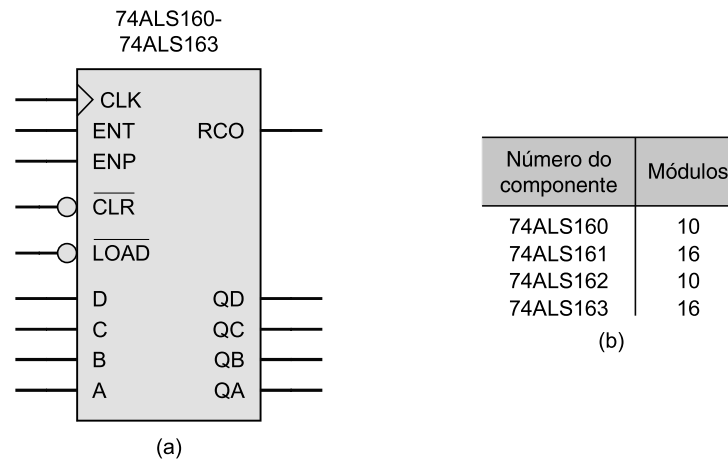 74ALS160-
74ALS163
CLK
ENT RCO
ENP
CLR
LOAD
D QD
C QC
B QB
A QA
(a)
Número do
componente Módulos
74ALS160 10
74ALS161 16
74ALS162 10
74ALS163 16
(b)